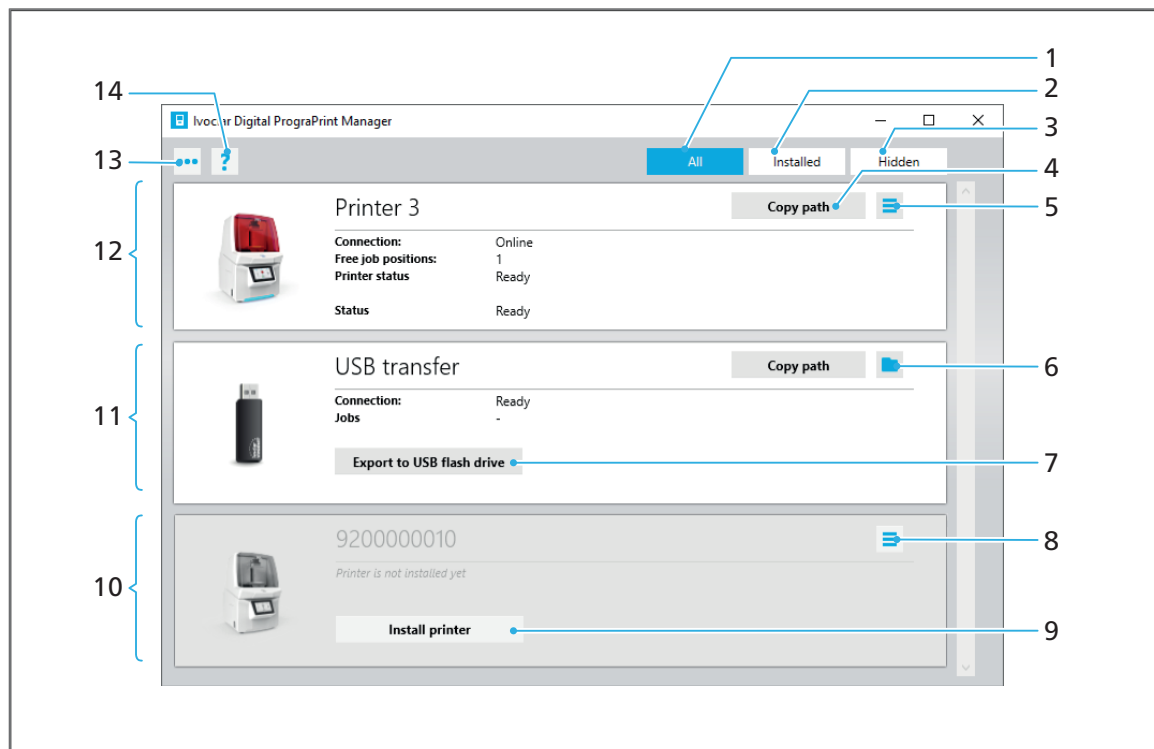 1
14
2
Ivoclar Digital PrograPrint Manager
3
13
?
All
Installed
Hidden
4
Printer 3
Copy path
5
12
Connection: Online
Free job positions: 1
Printer status Ready
Status Ready
USB transfer
Copy path
6
11
Connection: Ready
Jobs -
Export to USB flash drive
7
9200000010
8
Printer is not installed yet
10
Install printer
9